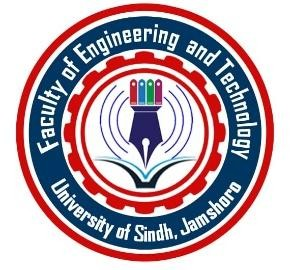 Faculty of Engineering and Technology
University of Sindh, Jamshoro